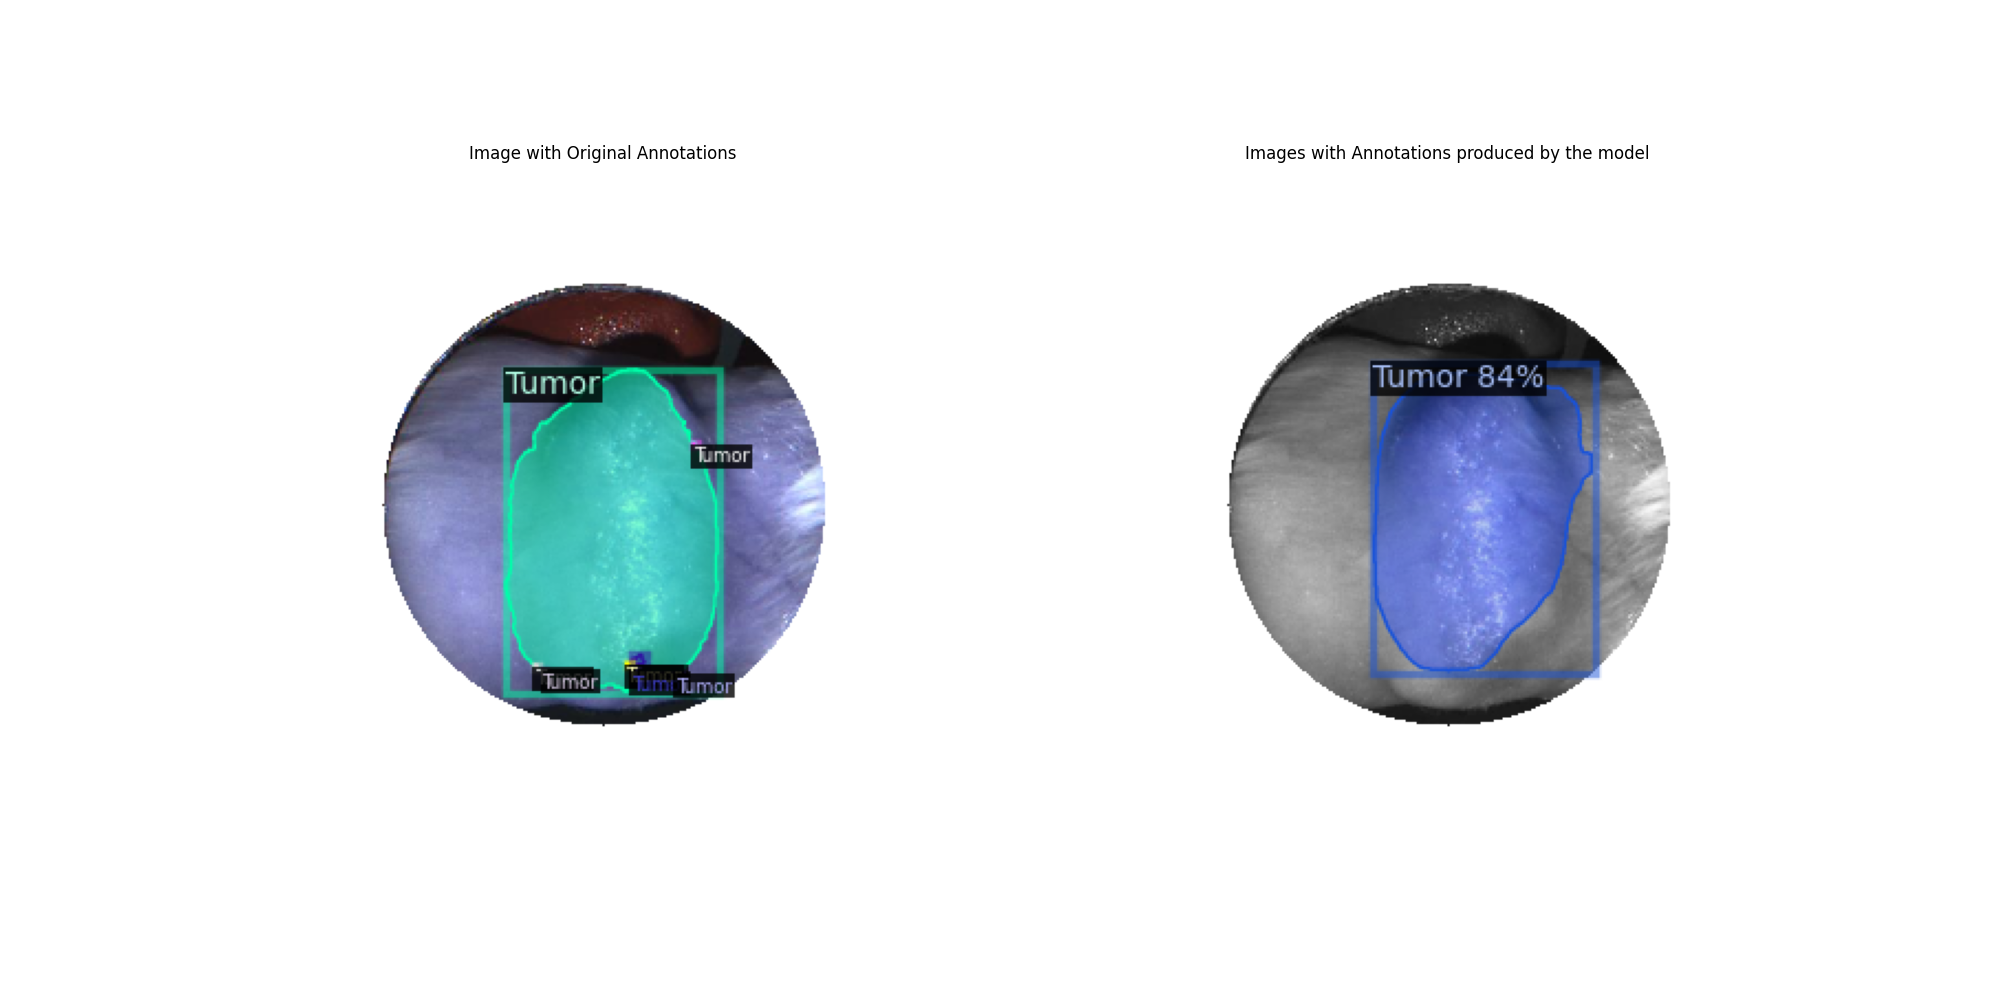 Image with Original Annotations
Images with Annotations produced by the model
Tumor
Tumor 84%
Tumor
Tumor
Tumor